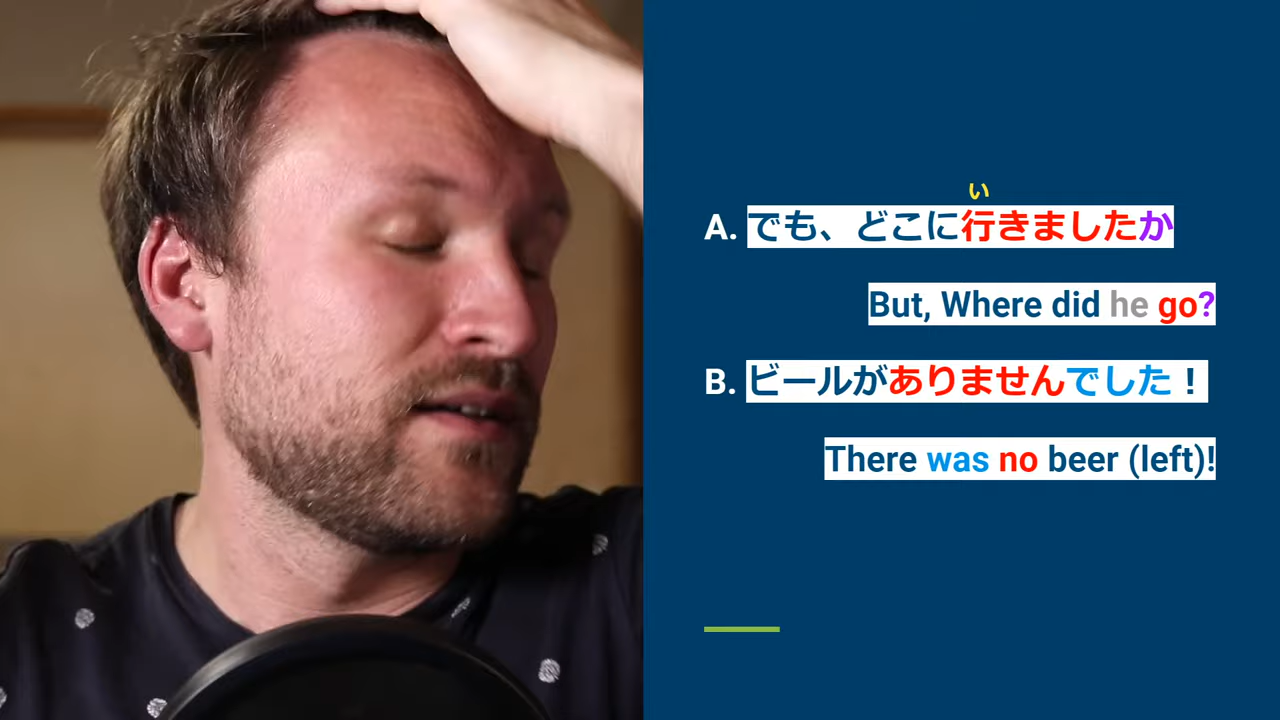 い
A. でも、どこに行きましたか
But, Where did he go?
B. ビールがありませんでした！
There was no beer (left)!